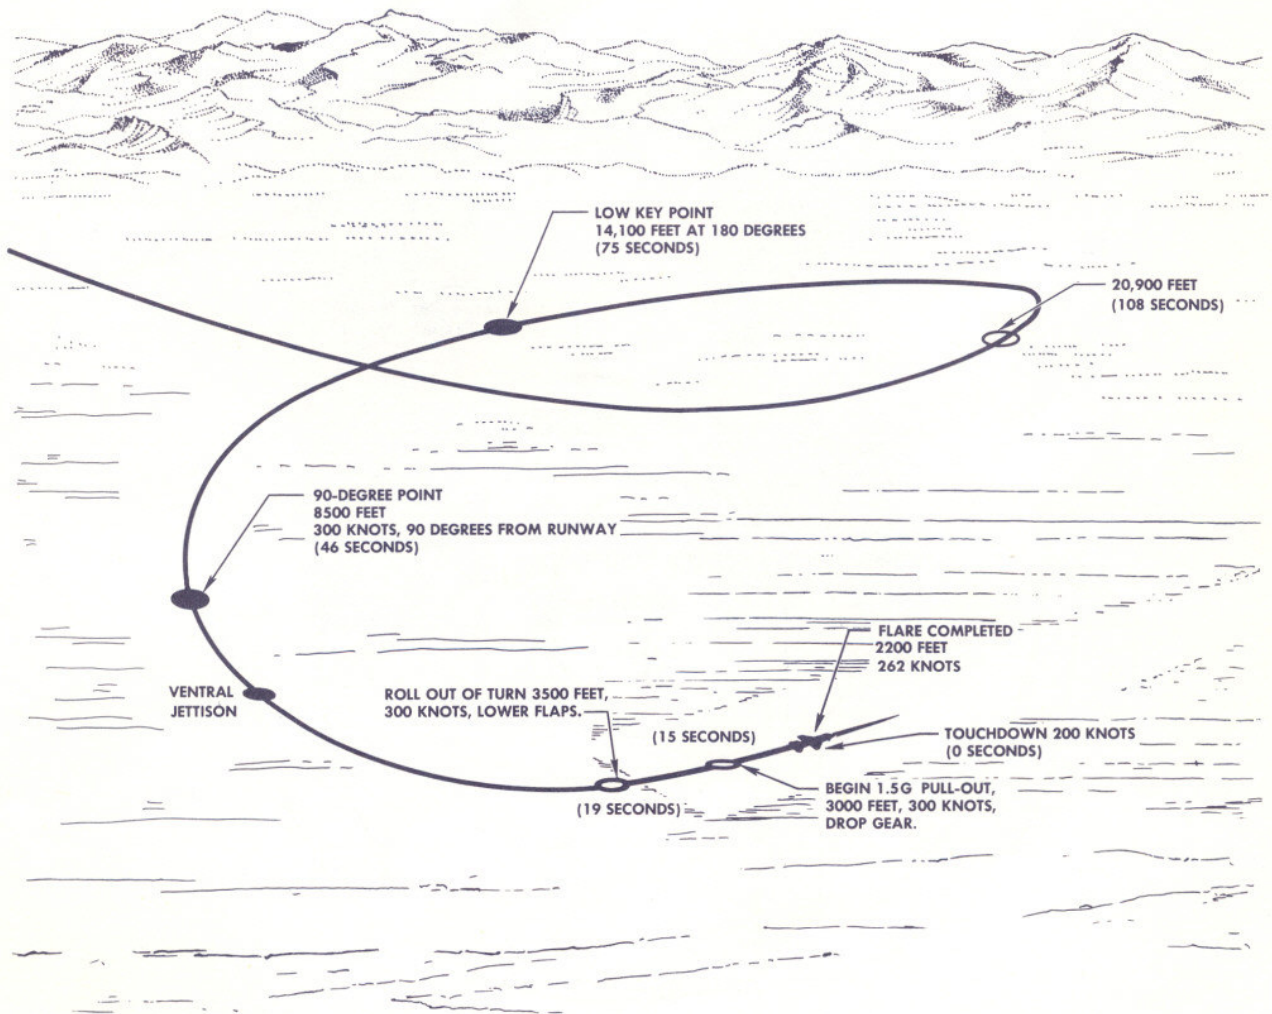 LOW KEY POINT
14,100 FEET AT 180 DEGREES
(75 SECONDS)
20,900 FEET
(108 SECONDS)
90-DEGREE POINT
8500 FEET
300 KNOTS, 90 DEGREES FROM RUNWAY
(46 SECONDS)
FLARE COMPLETED
2200 FEET
262 KNOTS
VENTRAL
JETTISON
ROLL OUT OF TURN 3500 FEET,
300 KNOTS, LOWER FLAPS.
(15 SECONDS)
TOUCHDOWN 200 KNOTS
(0 SECONDS)
(19 SECONDS)
BEGIN 1.5G PULL-OUT,
3000 FEET, 300 KNOTS,
DROP GEAR.